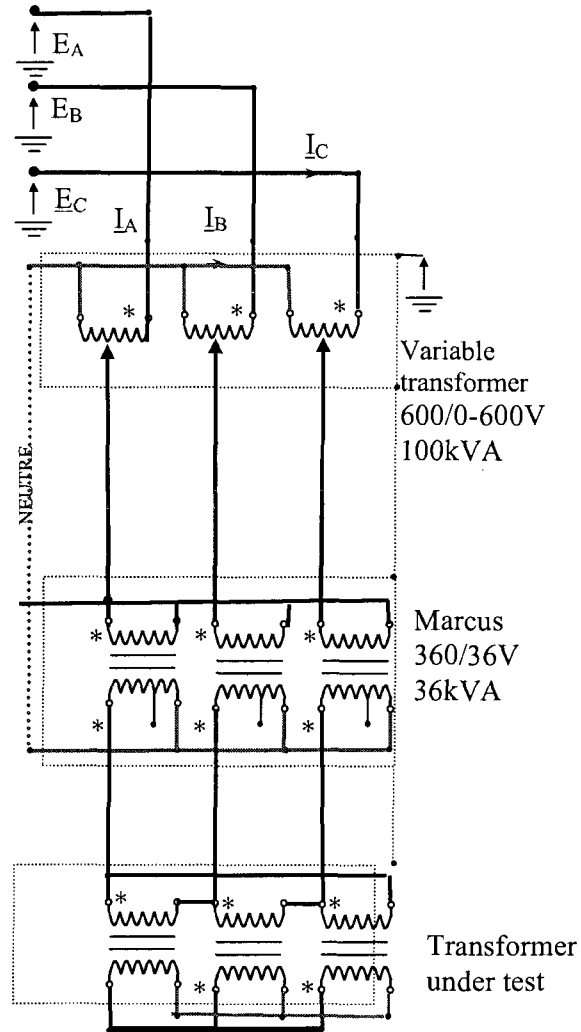 E_A
E_B
I_C
E_C
I_A
I_B
*
*
*
Variable
transformer
600/0-600V
100kVA
NEUTRE
*
*
*
Marcus
360/36V
36kVA
*
*
*
*
*
*
Transformer
under test
*
*